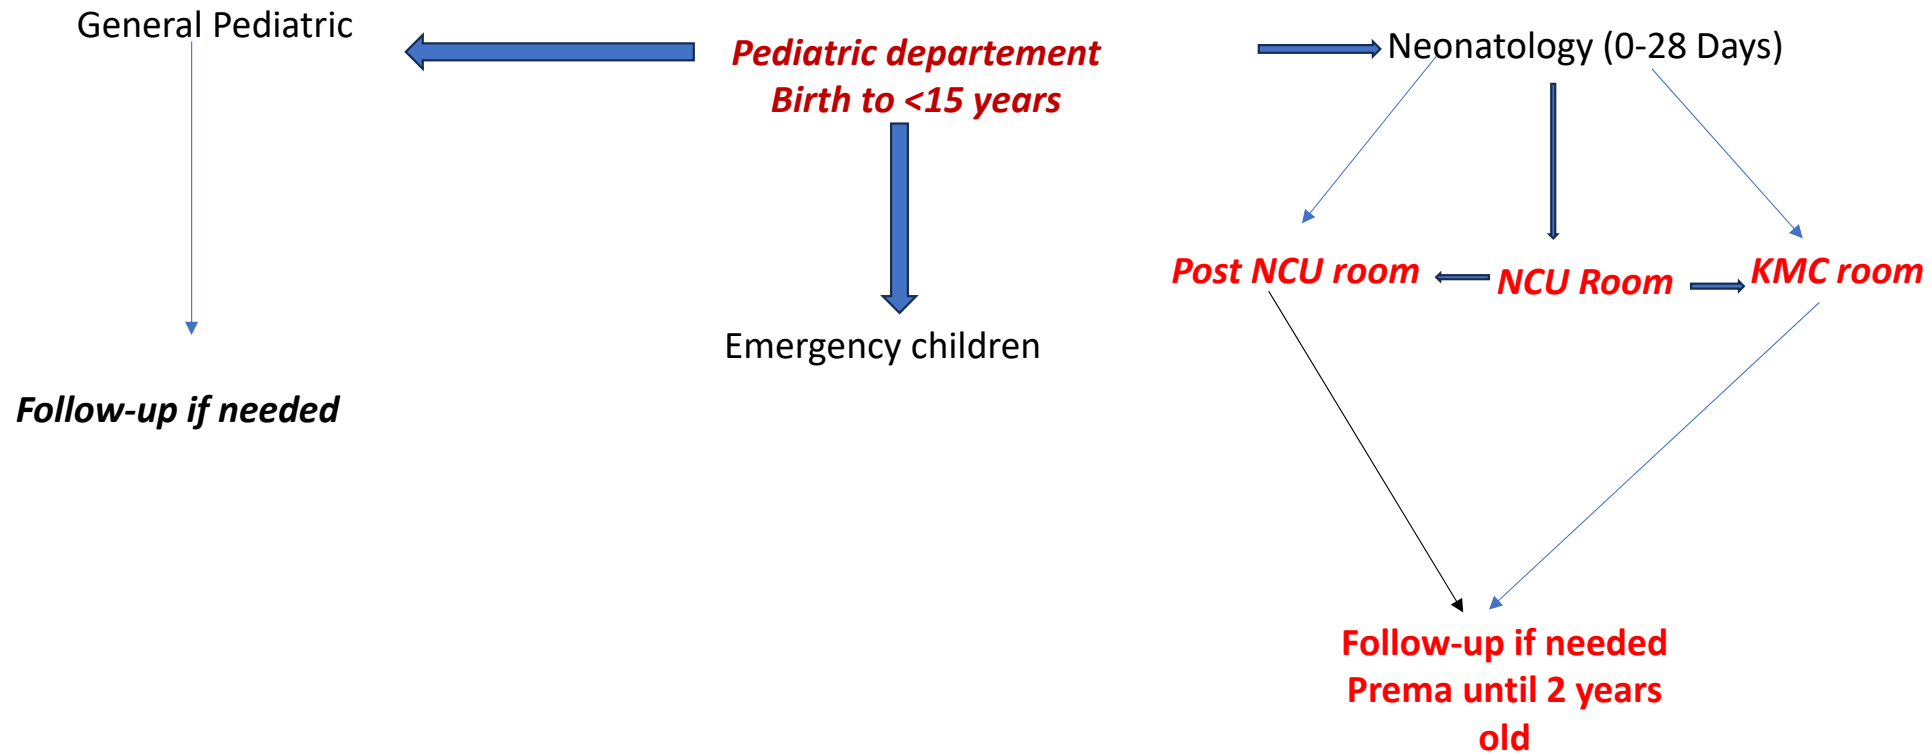 General Pediatric
Pediatric departement
Birth to <15 years
Neonatology (0-28 Days)
Post NCU room
NCU Room
KMC room
Emergency children
Follow-up if needed
Follow-up if needed
Prema until 2 years
old